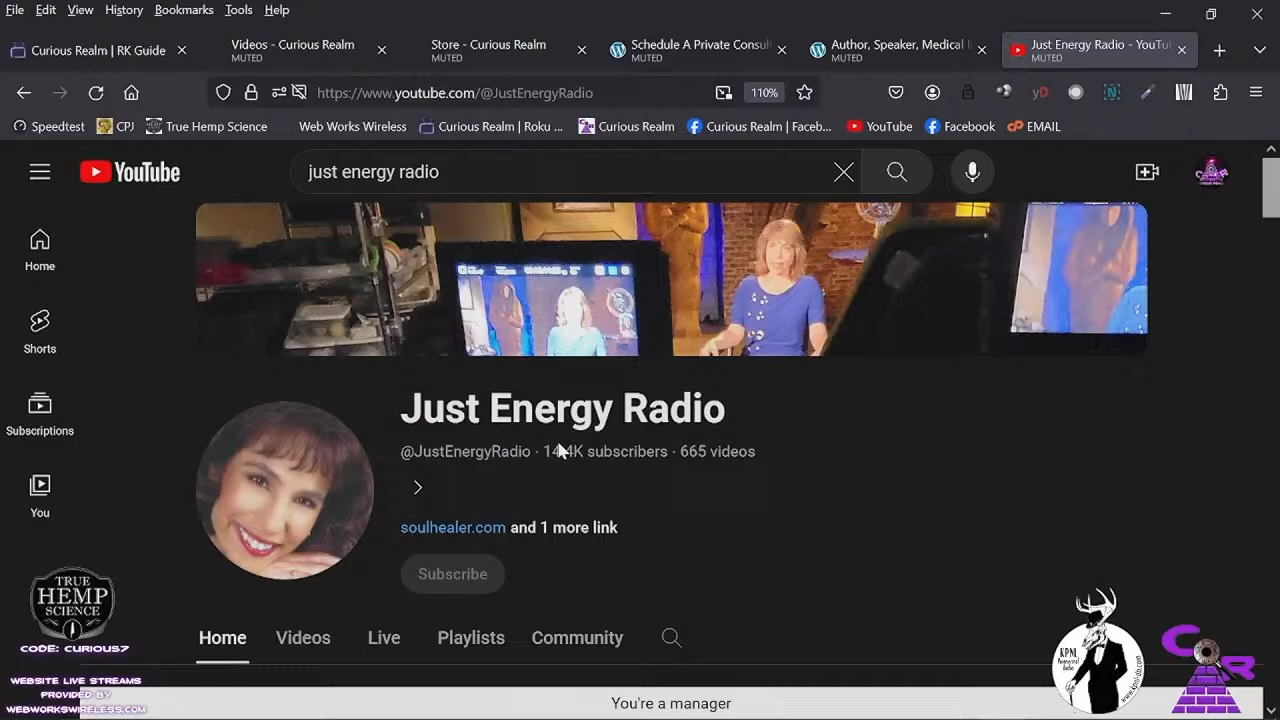 File Edit View History Bookmarks Tools Help
Curious Realm | RK Guide
Videos - Curious Realm
MUTED
Store - Curious Realm
MUTED
Schedule A Private Consult
MUTED
Author, Speaker, Medical I
MUTED
Just Energy Radio - YouTu
MUTED
https://www.youtube.com/@JustEnergyRadio
110%
Speedtest CPJ True Hemp Science Web Works Wireless Curious Realm | Roku ... Curious Realm Curious Realm | Faceb... YouTube Facebook EMAIL
YouTube
just energy radio
Home
Shorts
Subscriptions
You
Just Energy Radio
@JustEnergyRadio · 14.4K subscribers · 665 videos
soulhealer.com and 1 more link
Subscribe
Home Videos Live Playlists Community
You're a manager
TRUE
HEMP
SCIENCE
CODE: CURIOUS7
WEBSITE LIVE STREAMS
PROVIDED BY
WEBWORKSWIRELESS.COM
KPNL
Paranormal
Radio
CR